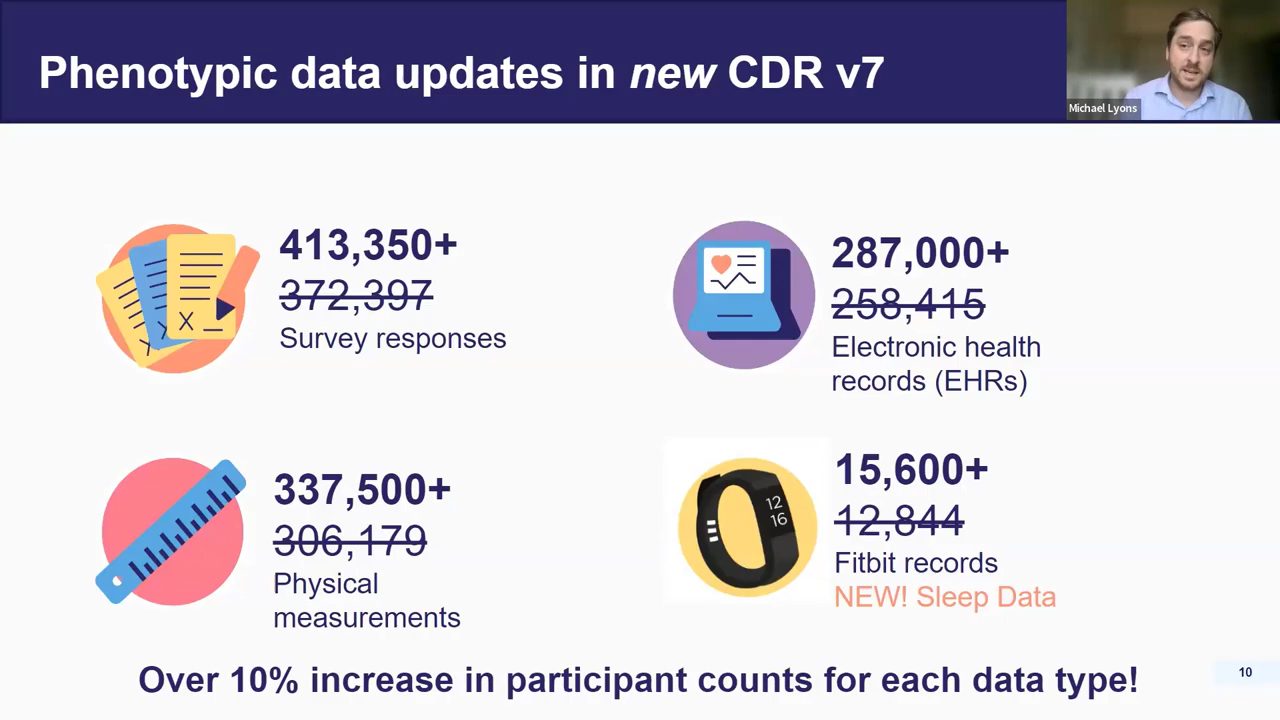 Phenotypic data updates in new CDR v7
Michael Lyons
413,350+
372,397
Survey responses
287,000+
258,415
Electronic health
records (EHRs)
337,500+
306,179
Physical
measurements
12
16
15,600+
12,844
Fitbit records
NEW! Sleep Data
Over 10% increase in participant counts for each data type!
10